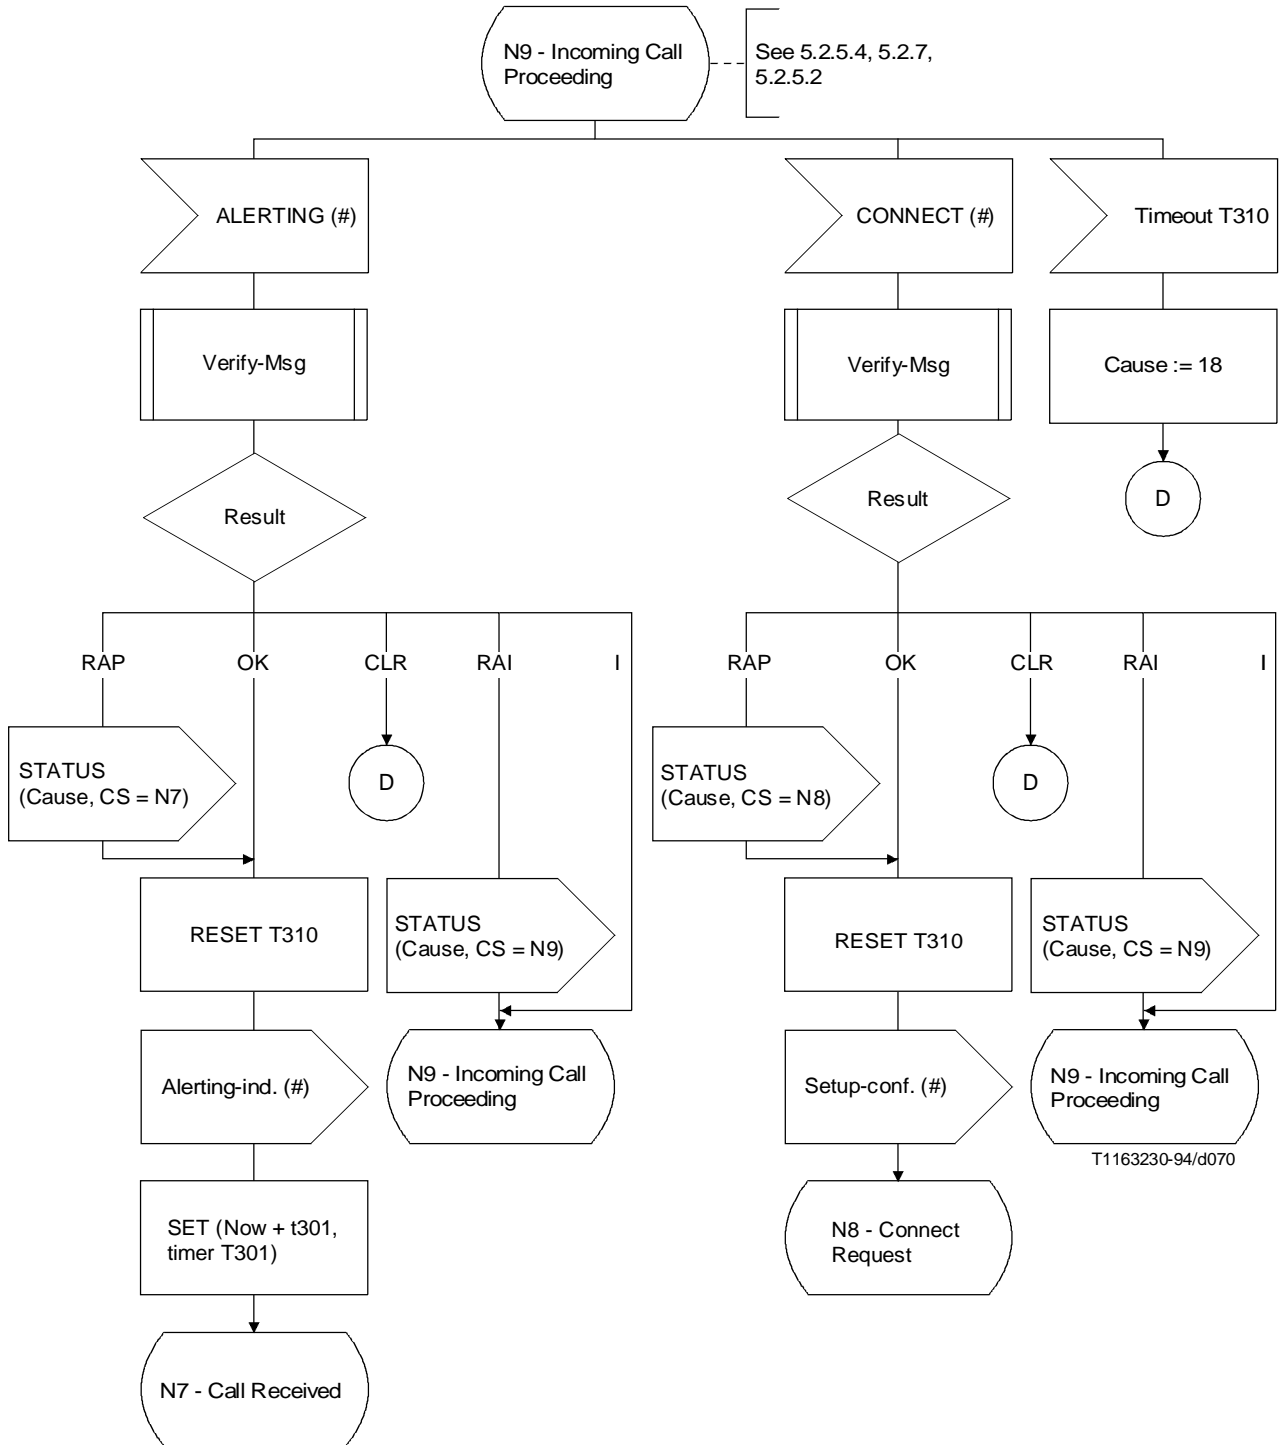 N9 - Incoming Call
Proceeding
See 5.2.5.4, 5.2.7,
5.2.5.2
ALERTING (#)
CONNECT (#)
Timeout T310
Verify-Msg
Verify-Msg
Cause := 18
Result
Result
D
RAP
OK
CLR
RAI
I
RAP
OK
CLR
RAI
I
STATUS
(Cause, CS = N7)
D
STATUS
(Cause, CS = N8)
D
RESET T310
STATUS
(Cause, CS = N9)
RESET T310
STATUS
(Cause, CS = N9)
Alerting-ind. (#)
N9 - Incoming Call
Proceeding
Setup-conf. (#)
N9 - Incoming Call
Proceeding
T1163230-94/d070
SET (Now + t301,
timer T301)
N8 - Connect
Request
N7 - Call Received